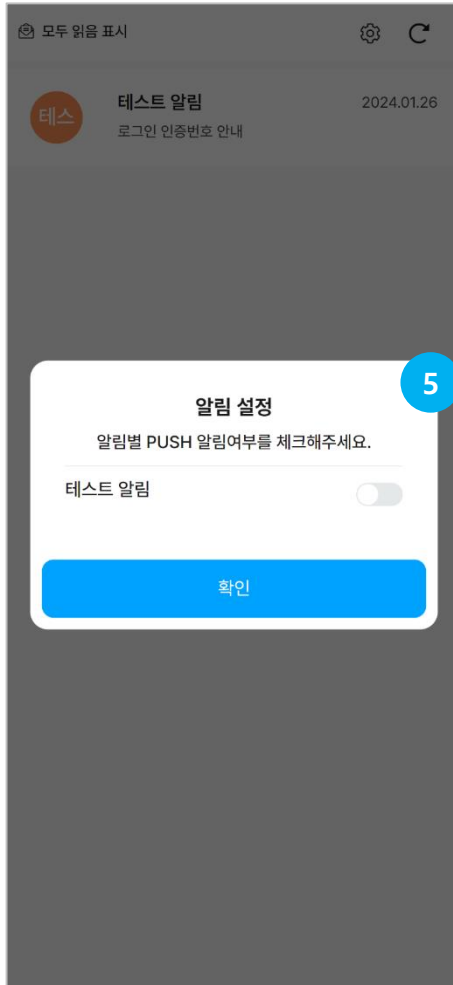 모두 읽음 표시
테스
테스트 알림
2024.01.26
로그인 인증번호 안내
5
알림 설정
알림별 PUSH 알림여부를 체크해주세요.
테스트 알림
확인